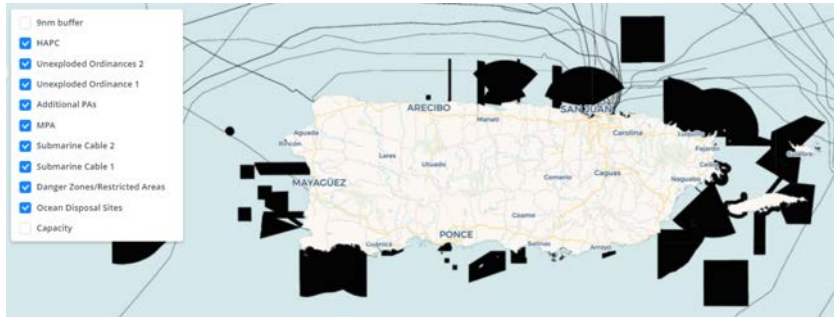 9nm buffer
HAPC
Unexploded Ordinances 2
Unexploded Ordinance 1
Additional PAs
MPA
Submarine Cable 2
Submarine Cable 1
Danger Zones/Restricted Areas
Ocean Disposal Sites
Capacity
ARECIBO
SAN JUAN
Manatí
Aguada
Rincón
Carolina
Luquillo
Fajardo
Lares
Utuado
Ceiba
Comerío
Caguas
Naguabo
MAYAGÜEZ
Coamo
PONCE
Guánica
Salinas
Arroyo